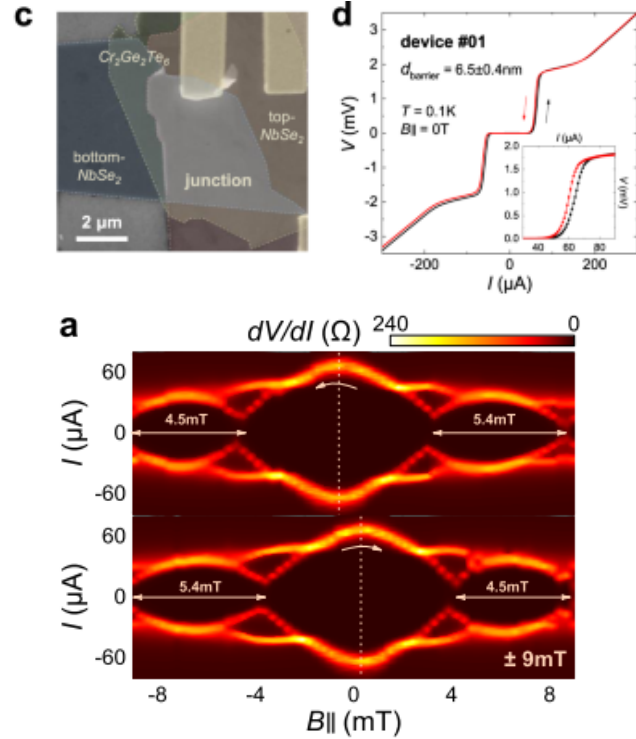 c
Cr2Ge2Te6
top-
NbSe2
bottom-
NbSe2
junction
2 μm
d
device #01
dbarrier = 6.5±0.4nm
T = 0.1K
B∥ = 0T
V (mV)
3
2
1
0
-1
-2
-3
-200
0
200
I (μA)
I (μA)
40
60
80
2.0
1.5
1.0
0.5
0.0
V (mV)
a
dV/dI (Ω)
240
0
60
0
-60
I (μA)
4.5mT
5.4mT
60
0
-60
I (μA)
5.4mT
4.5mT
± 9mT
-8
-4
0
4
8
B∥ (mT)